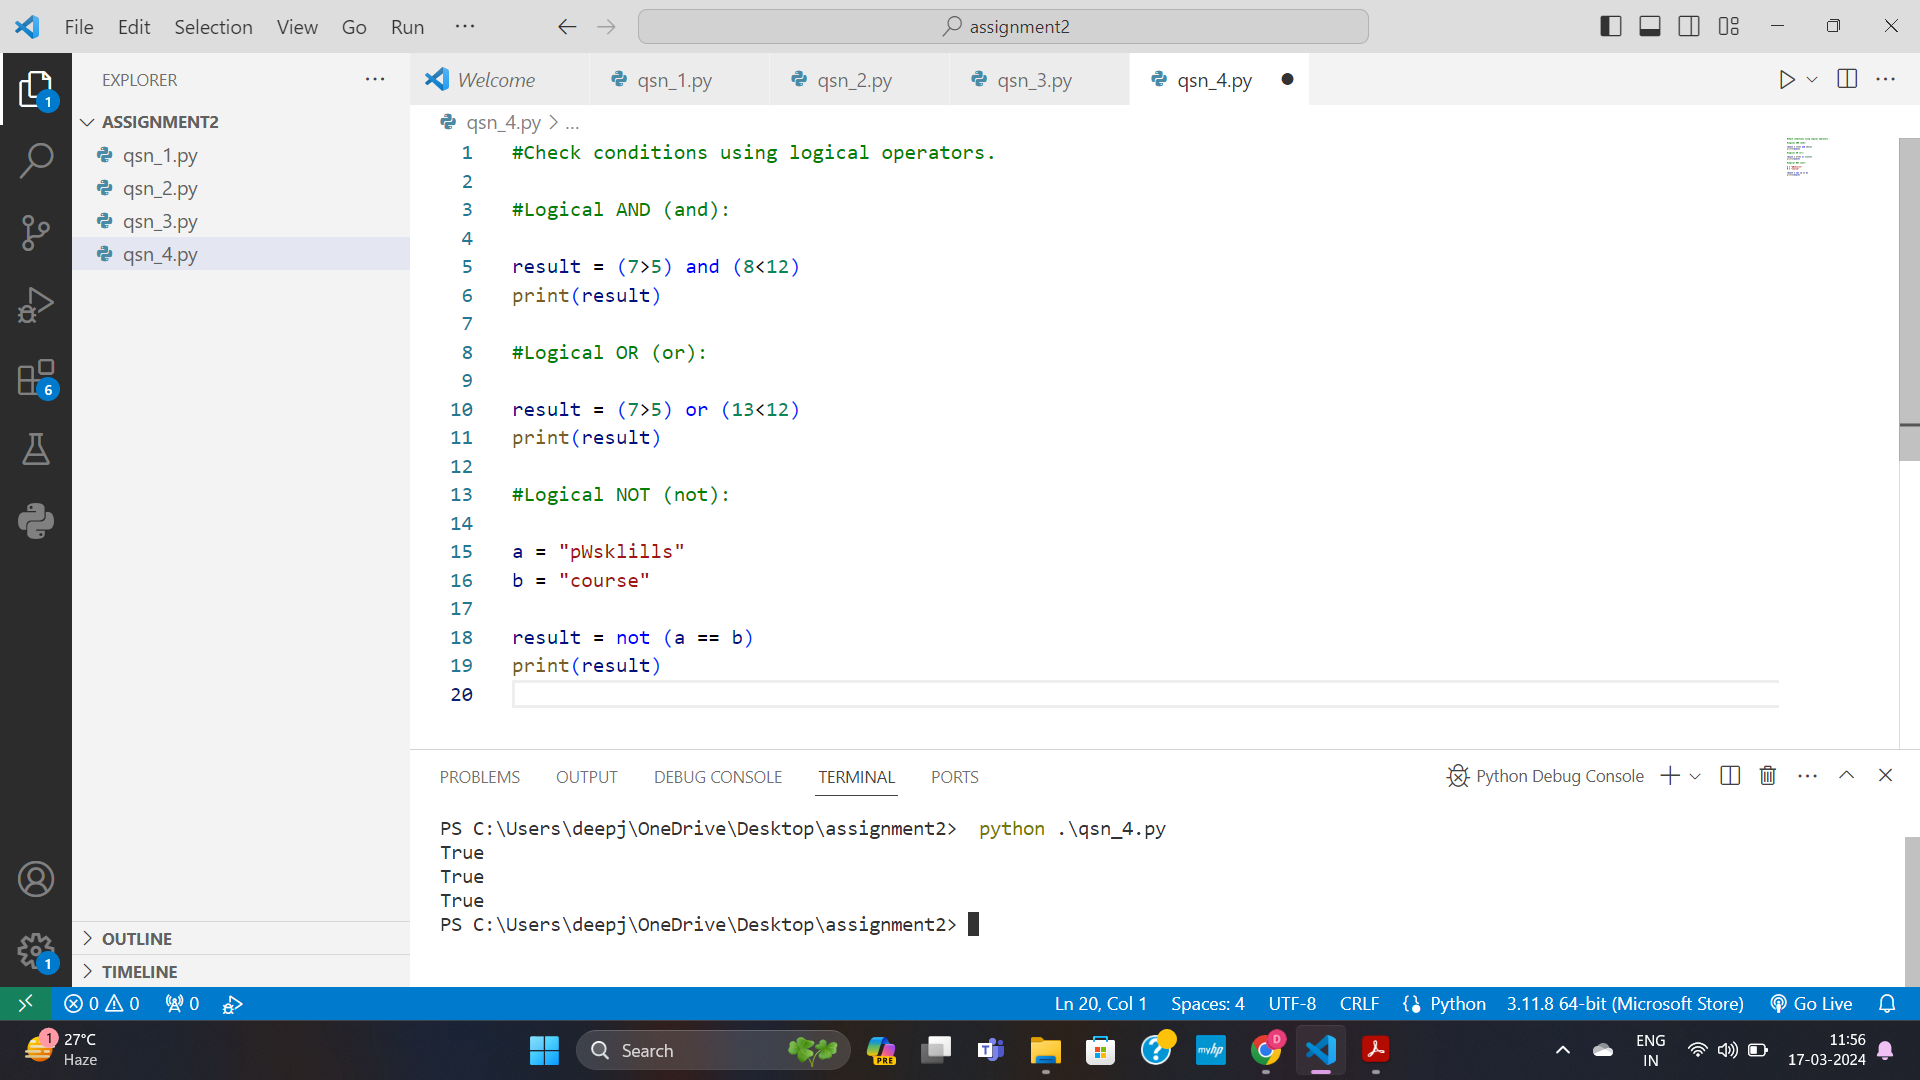 File Edit Selection View Go Run ... assignment2
EXPLORER ...
Welcome qsn_1.py qsn_2.py qsn_3.py qsn_4.py
ASSIGNMENT2
qsn_1.py
qsn_2.py
qsn_3.py
qsn_4.py
OUTLINE
TIMELINE
1
6
1
qsn_4.py > ...
1 #Check conditions using logical operators.
2
3 #Logical AND (and):
4
5 result = (7>5) and (8<12)
6 print(result)
7
8 #Logical OR (or):
9
10 result = (7>5) or (13<12)
11 print(result)
12
13 #Logical NOT (not):
14
15 a = "pWsklills"
16 b = "course"
17
18 result = not (a == b)
19 print(result)
20
PROBLEMS OUTPUT DEBUG CONSOLE TERMINAL PORTS Python Debug Console
PS C:\Users\deepj\OneDrive\Desktop\assignment2> python .\qsn_4.py
True
True
True
PS C:\Users\deepj\OneDrive\Desktop\assignment2>
0 0 0 Ln 20, Col 1 Spaces: 4 UTF-8 CRLF Python 3.11.8 64-bit (Microsoft Store) Go Live
1 27°C
Haze
Search
PRE
myhp
D
ENG
IN
11:56
17-03-2024